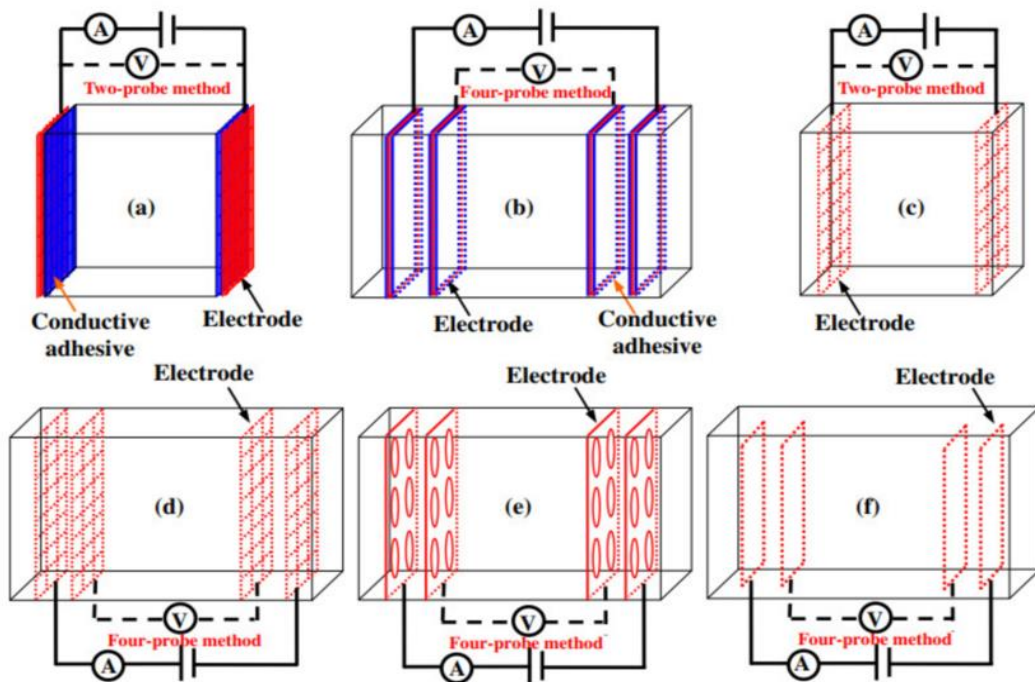 A
V
Two-probe method
(a)
Conductive
adhesive
Electrode
A
V
Four-probe method
(b)
Electrode
Conductive
adhesive
A
V
Two-probe method
(c)
Electrode
Electrode
(d)
V
Four-probe method
A
Electrode
(e)
V
Four-probe method
A
Electrode
(f)
V
Four-probe method
A